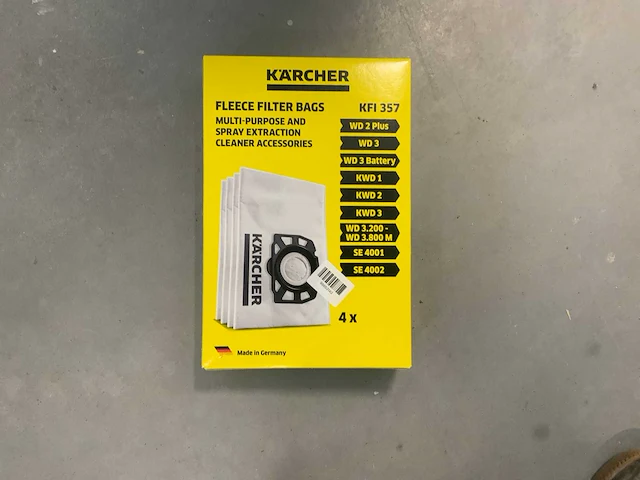 KÄRCHER
FLEECE FILTER BAGS
KFI 357
MULTI-PURPOSE AND
SPRAY EXTRACTION
CLEANER ACCESSORIES
WD 2 Plus
WD 3
WD 3 Battery
KWD 1
KWD 2
KWD 3
WD 3.200 -
WD 3.800 M
SE 4001
SE 4002
KÄRCHER
4 x
Made in Germany